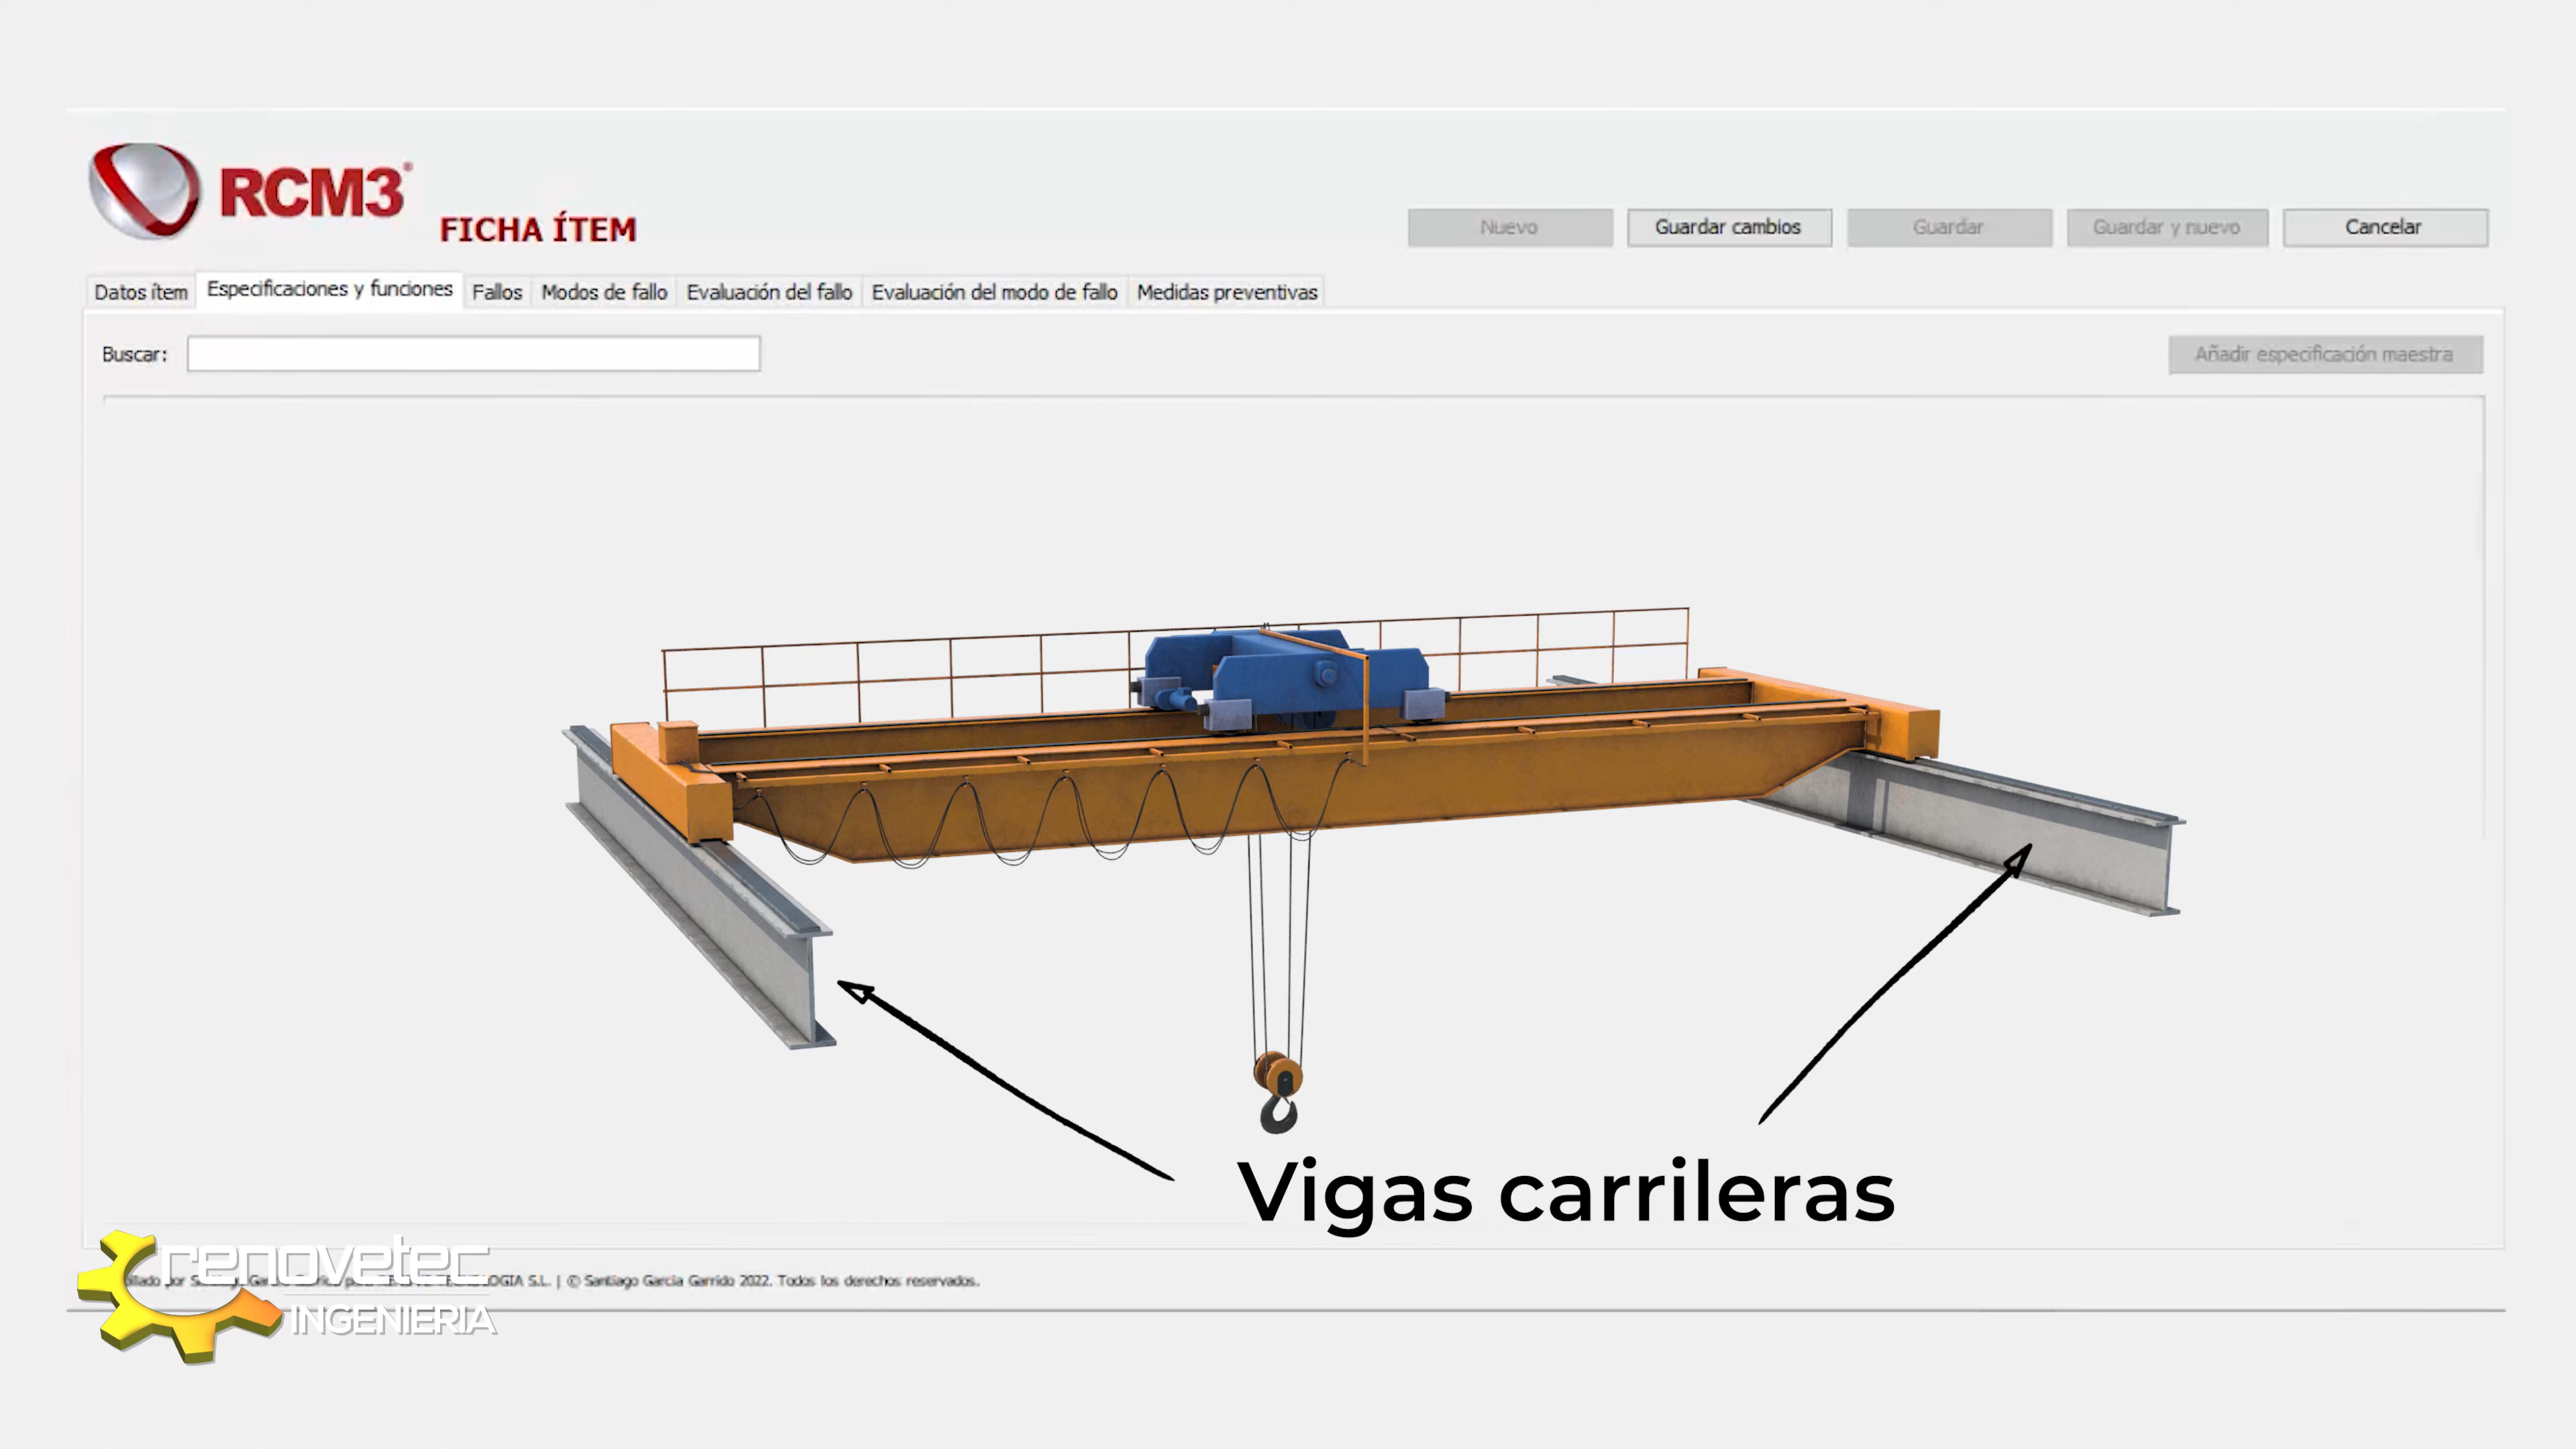 RCM3®
FICHA ÍTEM
Nuevo
Guardar cambios
Guardar
Guardar y nuevo
Cancelar
Datos ítem
Especificaciones y funciones
Fallos
Modos de fallo
Evaluación del fallo
Evaluación del modo de fallo
Medidas preventivas
Buscar:
Añadir especificación maestra
Vigas carrileras
renovetec
INGENIERIA
por S.L. | © Santiago Garcia Garrido 2022. Todos los derechos reservados.